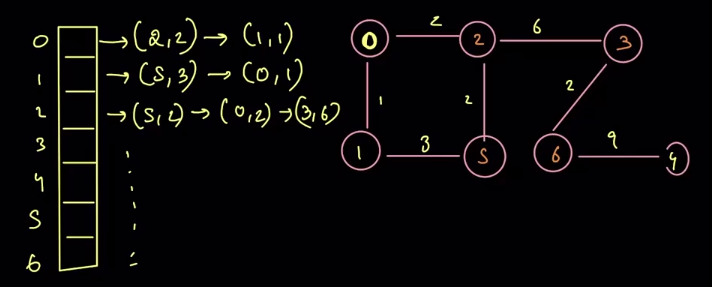 0 → (2,2) → (1,1)
1 → (5,3) → (0,1)
2 → (5,2) → (0,2) → (3,6)
3
4
5
6
0 2 2 6 3
1 2 2
1 3 5 6 9 4